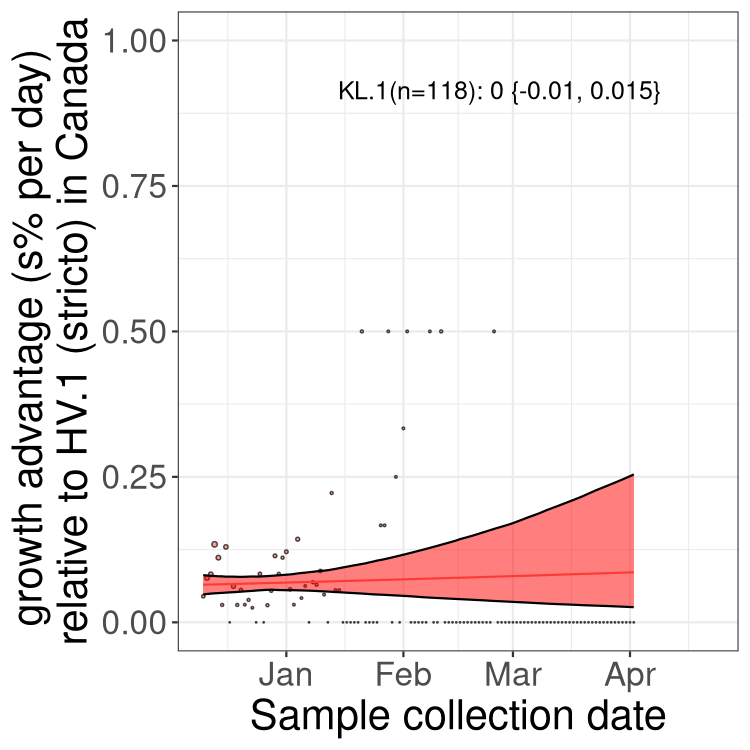 growth advantage (s% per day)
relative to HV.1 (stricto) in Canada
1.00
0.75
0.50
0.25
0.00
KL.1(n=118): 0 {-0.01, 0.015}
Jan
Feb
Mar
Apr
Sample collection date